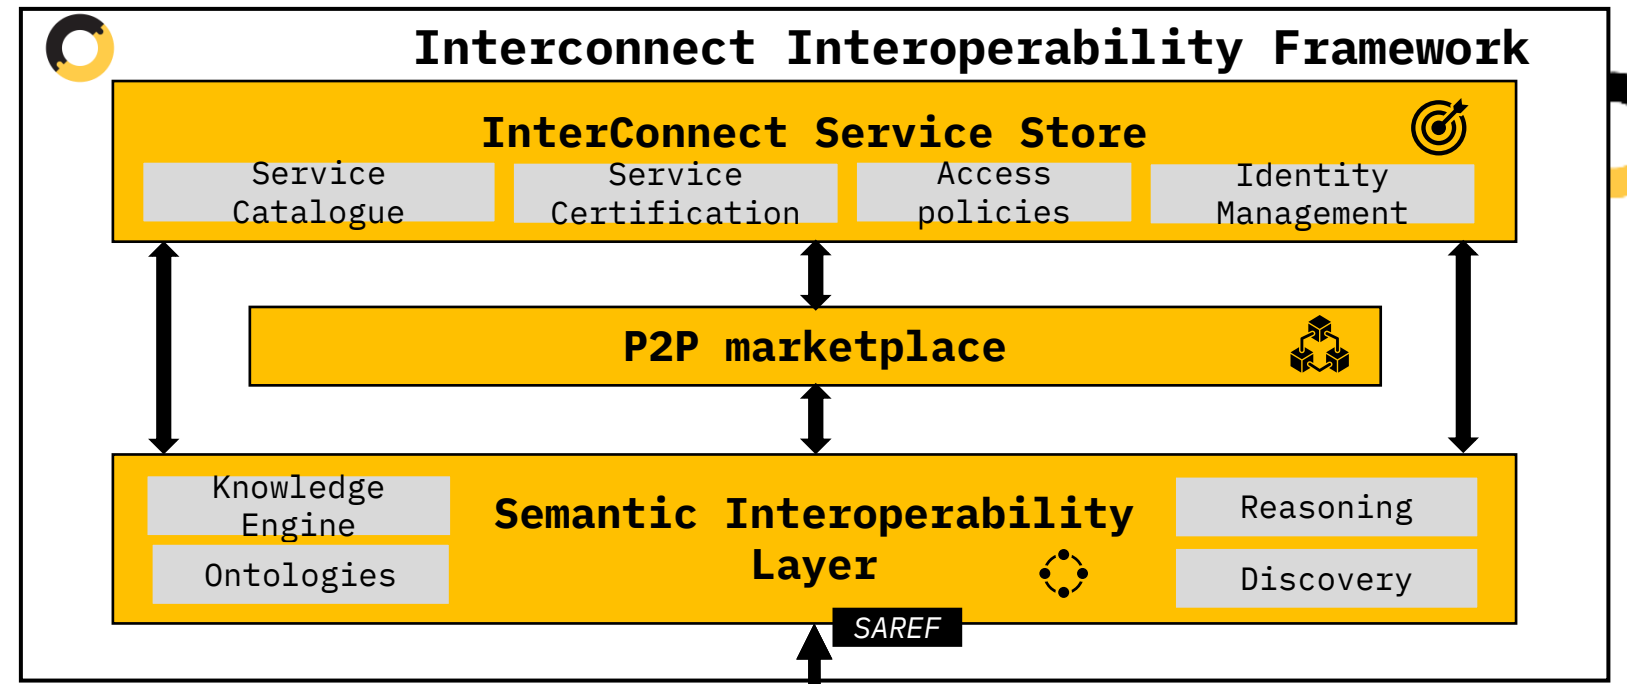 Interconnect Interoperability Framework
InterConnect Service Store
Service
Catalogue
Service
Certification
Access
policies
Identity
Management
P2P marketplace
Knowledge
Engine
Ontologies
Semantic Interoperability
Layer
Reasoning
Discovery
SAREF